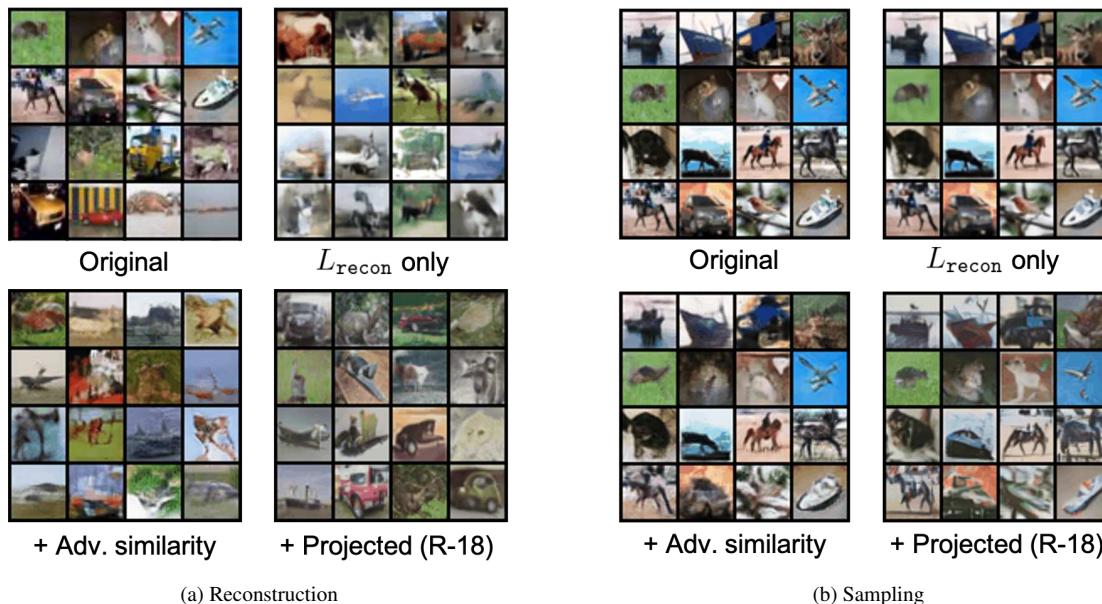 Original
L_recon only
+ Adv. similarity
+ Projected (R-18)
(a) Reconstruction
Original
L_recon only
+ Adv. similarity
+ Projected (R-18)
(b) Sampling